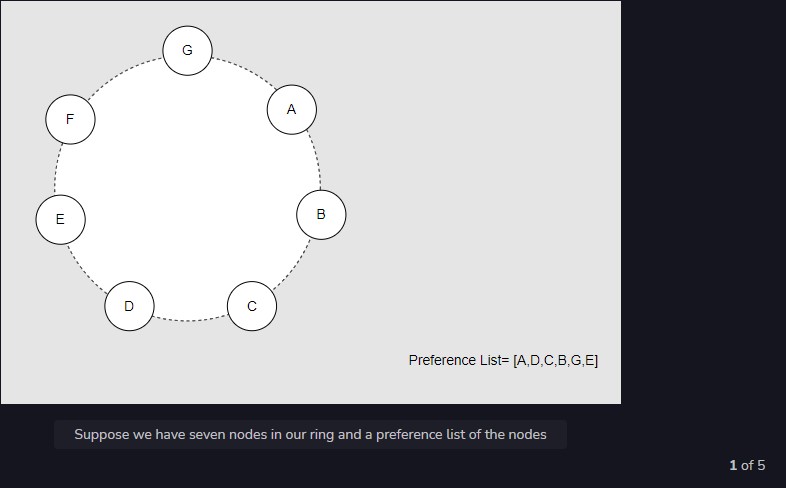 G
A
F
B
E
D
C
Preference List= [A,D,C,B,G,E]
Suppose we have seven nodes in our ring and a preference list of the nodes
1 of 5